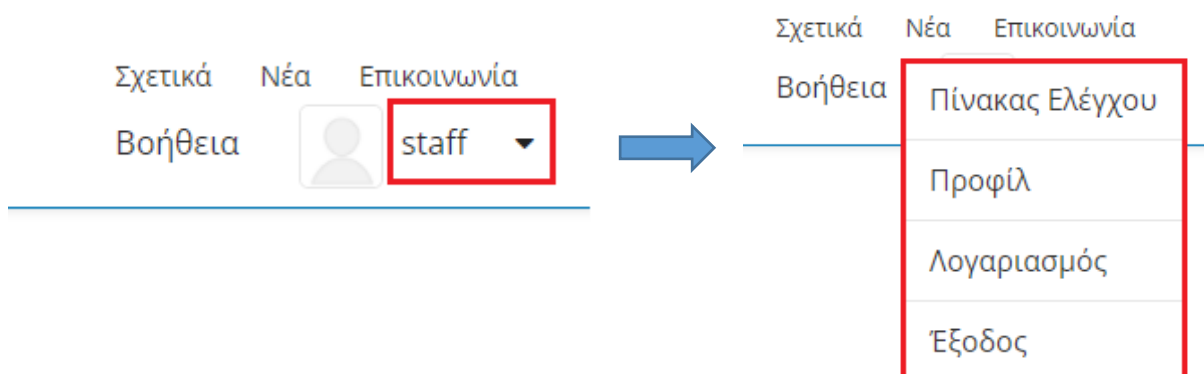 Σχετικά Νέα Επικοινωνία
Βοήθεια staff
Σχετικά Νέα Επικοινωνία
Βοήθεια
Πίνακας Ελέγχου
Προφίλ
Λογαριασμός
Έξοδος